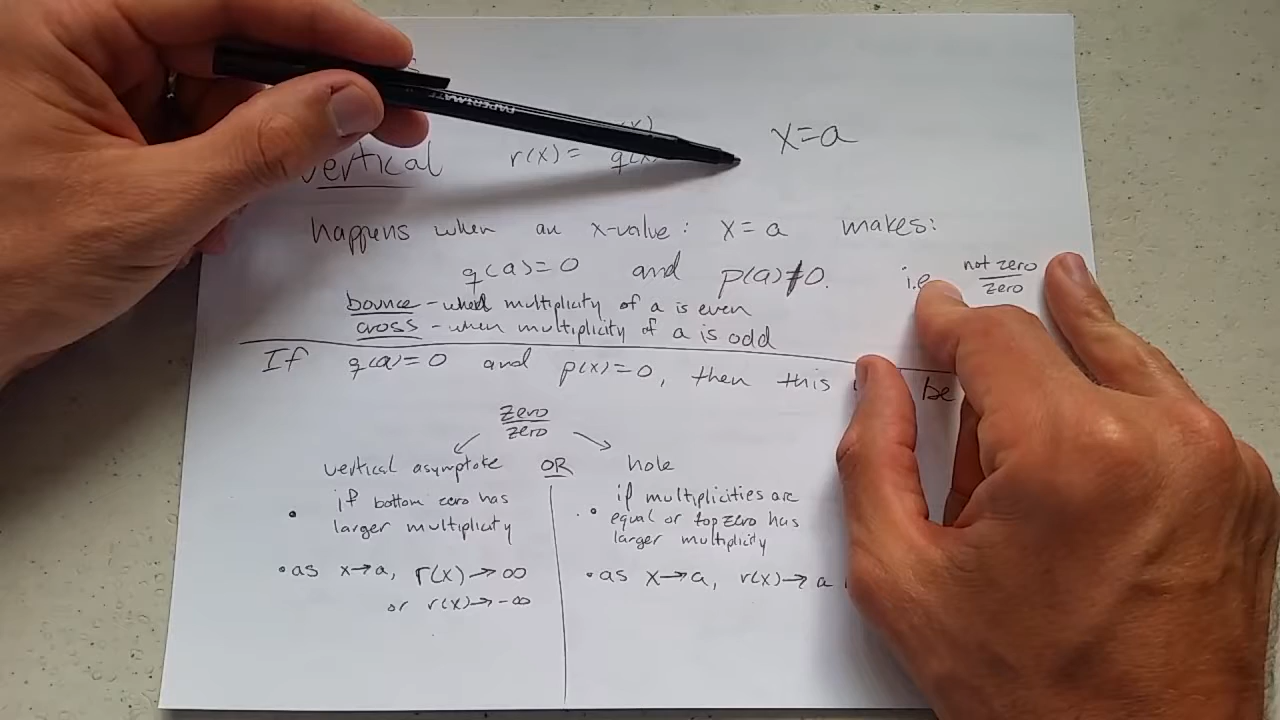 PAPERMATE
x=a
vertical r(x)= q(x)
happens when an x-value: x=a makes:
q(a)=0 and p(a)≠0. i.e. not zero/zero
bounce - when multiplicity of a is even
cross - when multiplicity of a is odd
If q(a)=0 and p(x)=0, then this be
zero/zero
vertical asymptote OR hole
• if bottom zero has
larger multiplicity
• if multiplicities are
equal or top zero has
larger multiplicity
• as x→a, r(x)→∞
or r(x)→-∞
• as x→a, r(x)→ a